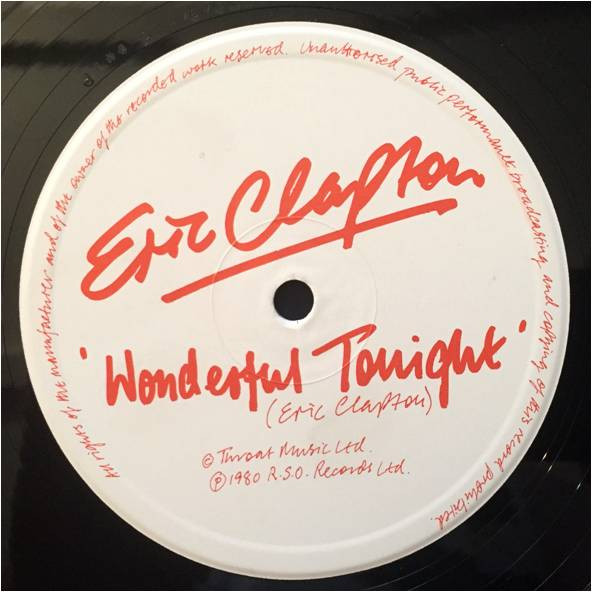 All rights of the manufacturer and of the owner of the recorded work reserved. Unauthorised public performance broadcasting and copying of this record prohibited.
Eric Clapton
'Wonderful Tonight'
(Eric Clapton)
© Throat Music Ltd.
℗1980 R.S.O. Records Ltd.